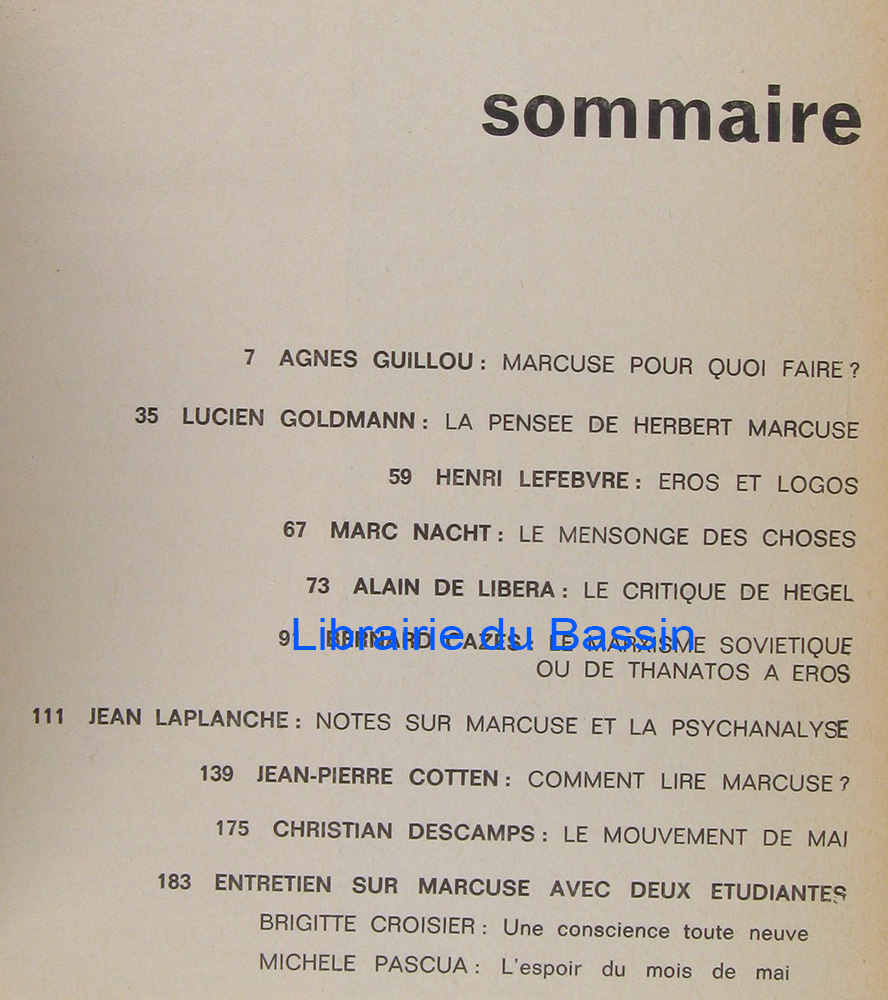 sommaire
7 AGNES GUILLOU : MARCUSE POUR QUOI FAIRE ?
35 LUCIEN GOLDMANN : LA PENSEE DE HERBERT MARCUSE
59 HENRI LEFEBVRE : EROS ET LOGOS
67 MARC NACHT : LE MENSONGE DES CHOSES
73 ALAIN DE LIBERA : LE CRITIQUE DE HEGEL
BERNARD CAZES : LE MARXISME SOVIETIQUE
Librairie du Bassin
OU DE THANATOS A EROS
111 JEAN LAPLANCHE : NOTES SUR MARCUSE ET LA PSYCHANALYSE
139 JEAN-PIERRE COTTEN : COMMENT LIRE MARCUSE ?
175 CHRISTIAN DESCAMPS : LE MOUVEMENT DE MAI
183 ENTRETIEN SUR MARCUSE AVEC DEUX ETUDIANTES
BRIGITTE CROISIER : Une conscience toute neuve
MICHELE PASCUA : L'espoir du mois de mai